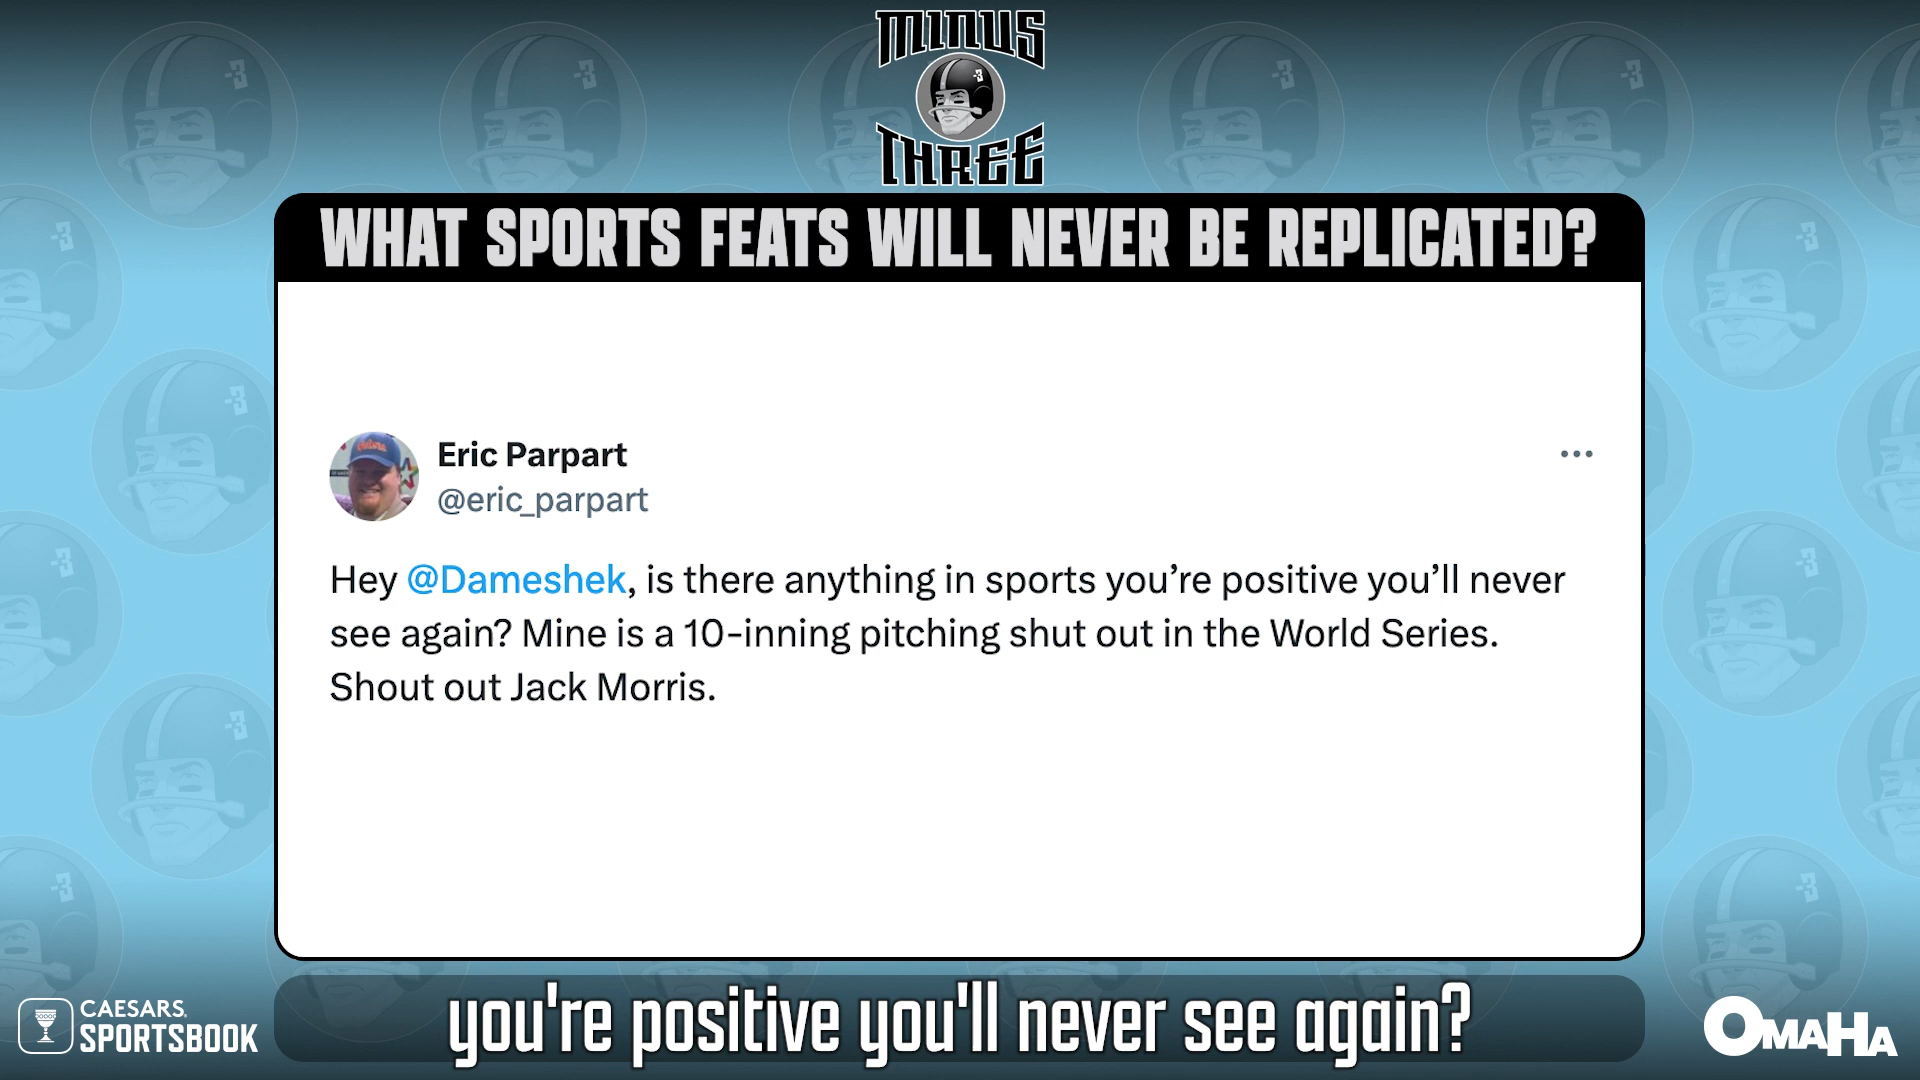 MINUS
-3
THREE
WHAT SPORTS FEATS WILL NEVER BE REPLICATED?
Eric Parpart
@eric_parpart
Hey @Dameshek, is there anything in sports you’re positive you’ll never
see again? Mine is a 10-inning pitching shut out in the World Series.
Shout out Jack Morris.
you're positive you'll never see again?
CAESARS
SPORTSBOOK
OMAHA